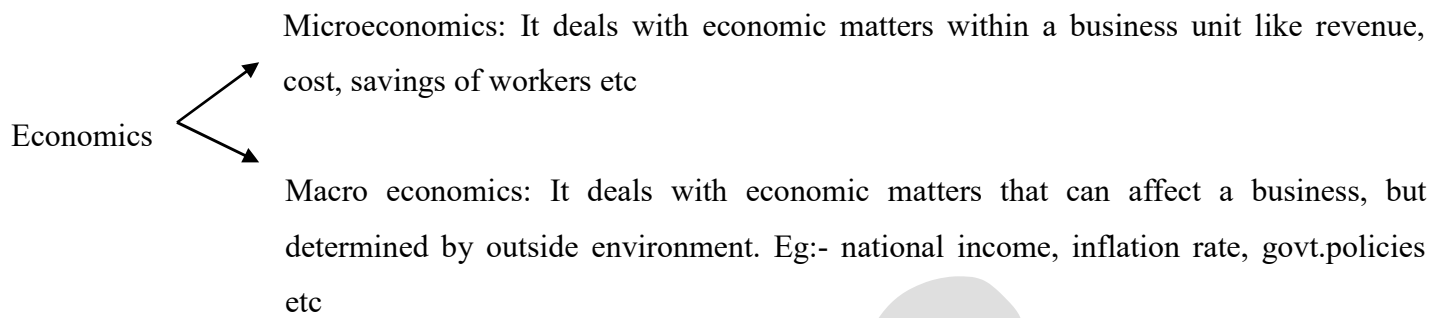 Microeconomics: It deals with economic matters within a business unit like revenue,
cost, savings of workers etc
Economics
Macro economics: It deals with economic matters that can affect a business, but
determined by outside environment. Eg:- national income, inflation rate, govt.policies
etc